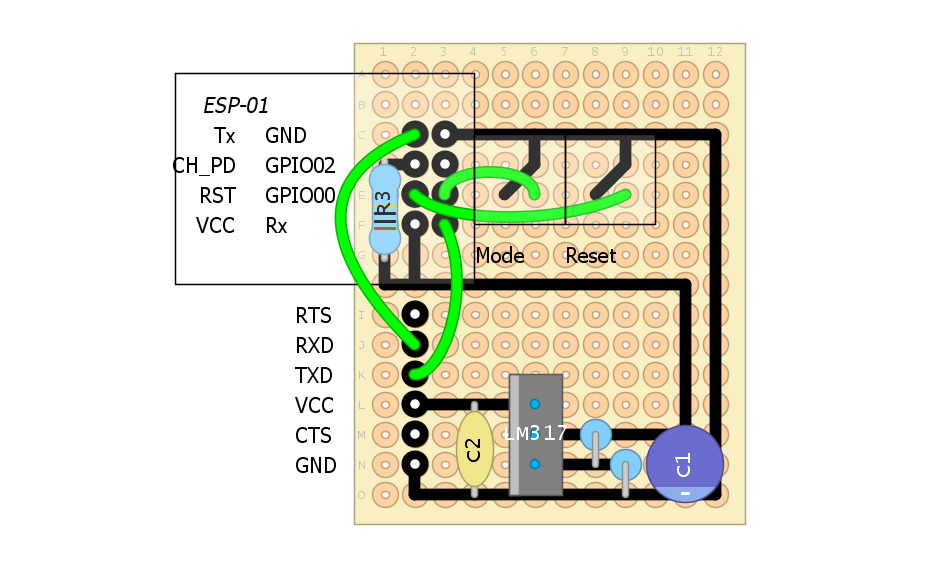 1 2 3 4 5 6 7 8 9 10 11 12
A
ESP-01
B
Tx GND
C
CH_PD GPIO02
RST GPIO00
E
R3
VCC Rx
F
Mode Reset
G
RTS
I
RXD
J
TXD
K
VCC
L
LM317
CTS
M
C2
C1
GND
N
O